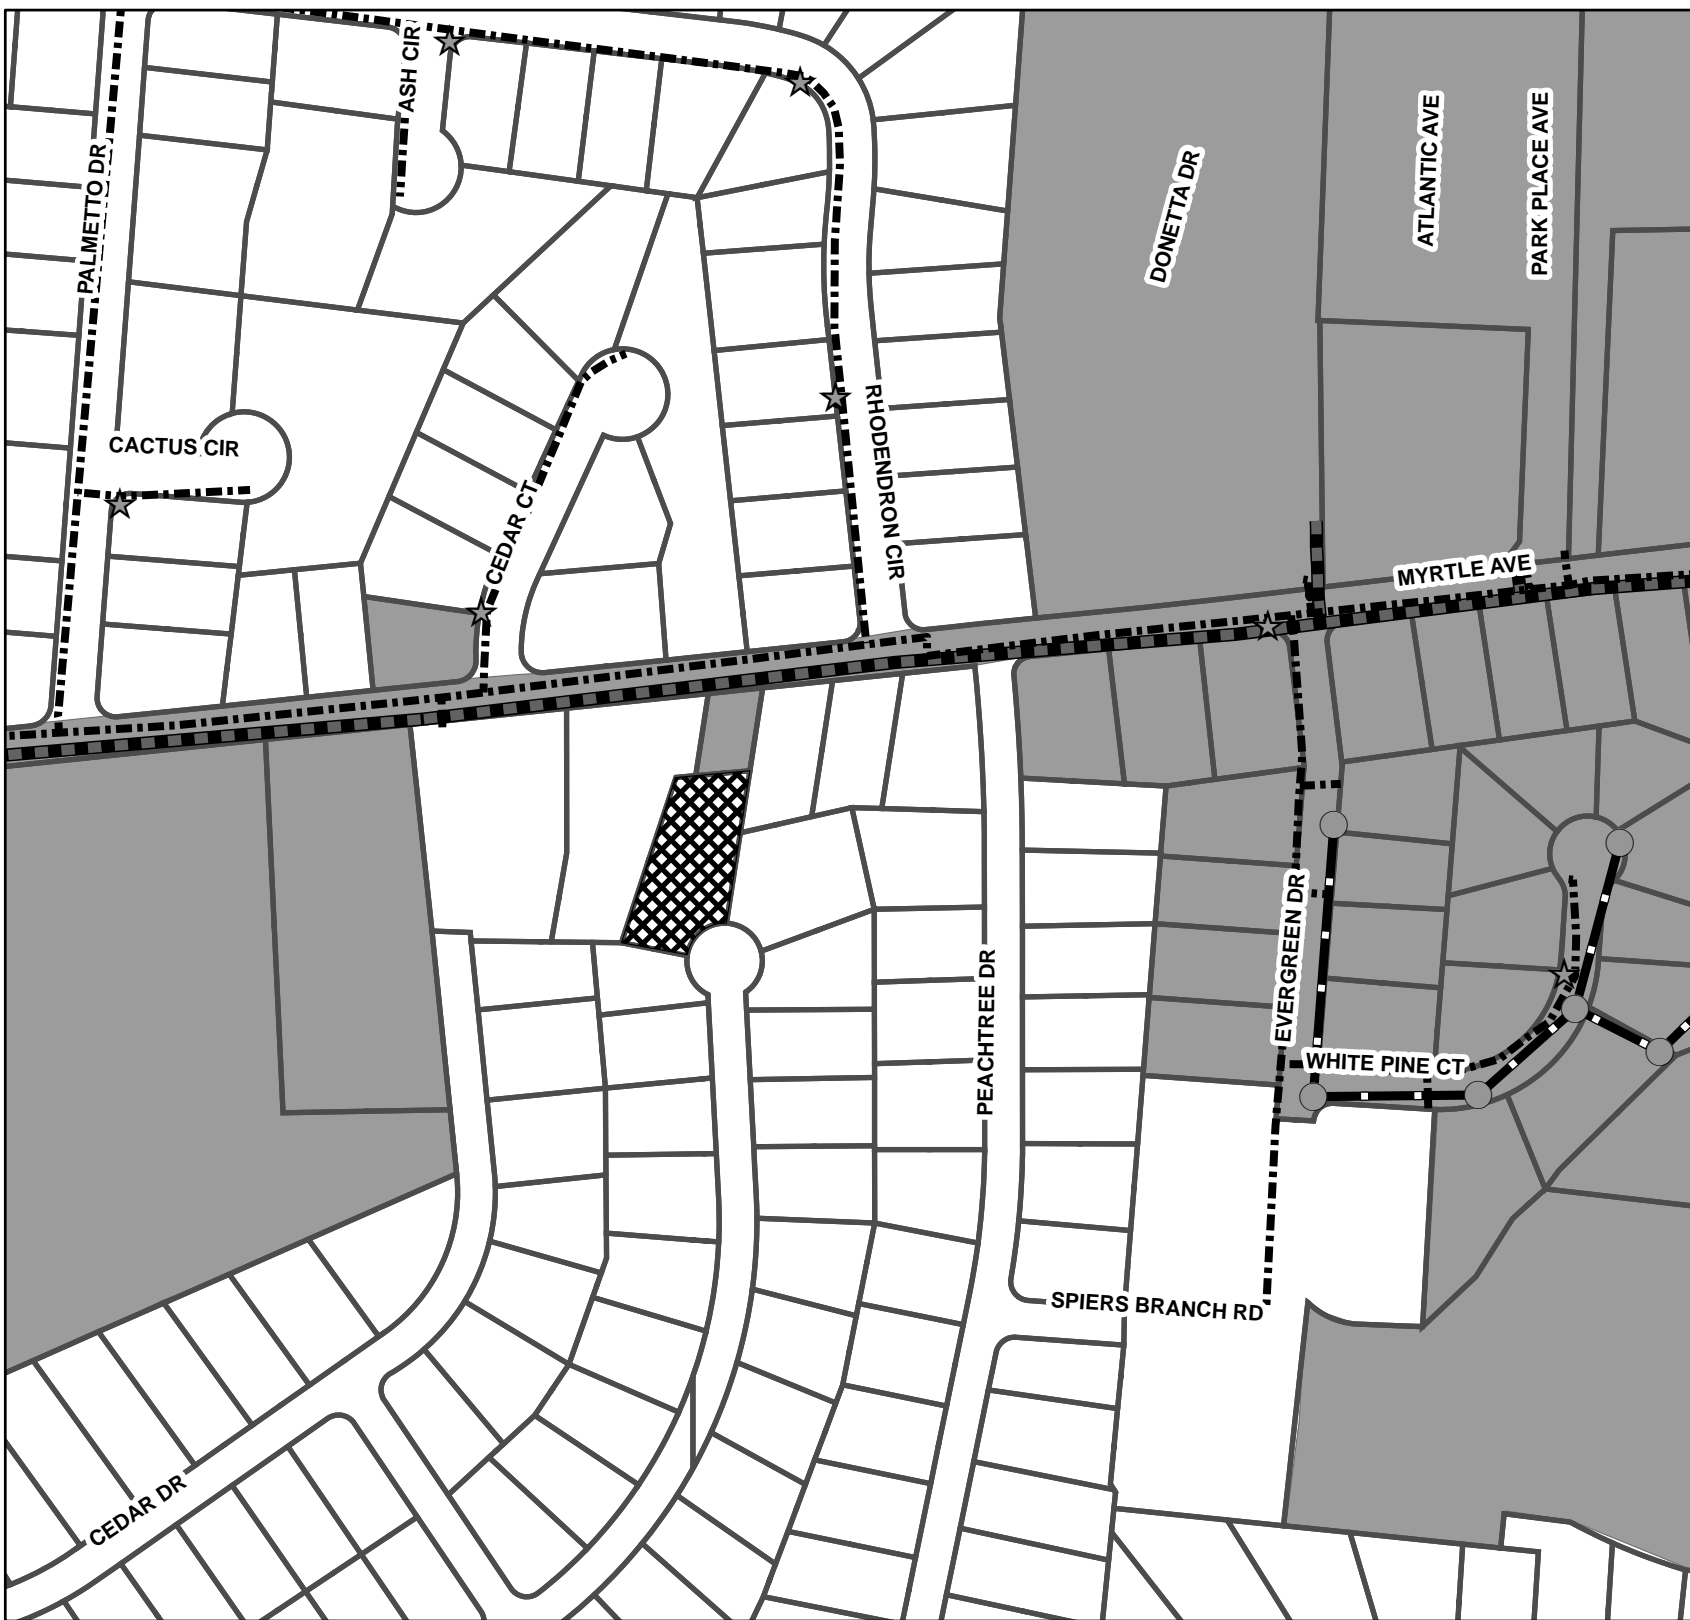 ASH CIR
PALMETTO DR
DONETTA DR
ATLANTIC AVE
PARK PLACE AVE
CACTUS CIR
CEDAR CT
RHODENDRON CIR
MYRTLE AVE
PEACHTREE DR
EVERGREEN DR
WHITE PINE CT
SPIERS BRANCH RD
CEDAR DR